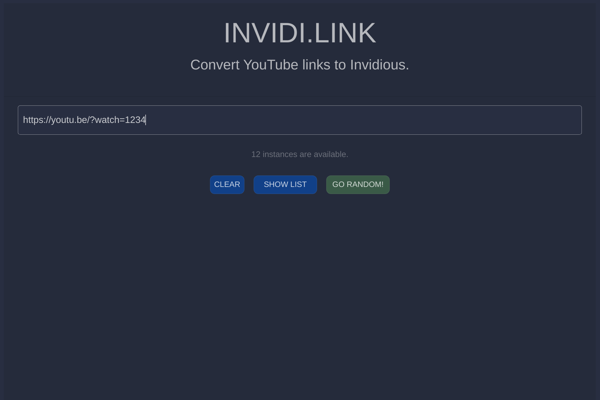 INVIDI.LINK
Convert YouTube links to Invidious.
https://youtu.be/?watch=1234
12 instances are available.
CLEAR SHOW LIST GO RANDOM!